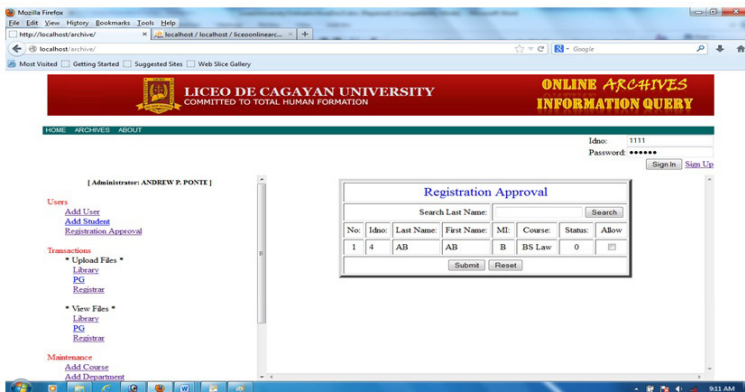 Mozilla Firefox
File Edit View History Bookmarks Tools Help
http://localhost/archive/ × localhost / localhost / liceoonlinearc... × +
localhost/archive/ Google
Most Visited Getting Started Suggested Sites Web Slice Gallery
LICEO DE CAGAYAN UNIVERSITY
COMMITTED TO TOTAL HUMAN FORMATION
ONLINE ARCHIVES
INFORMATION QUERY
HOME ARCHIVES ABOUT
Idno: 1111
Password: ••••••
Sign In Sign Up
[ Administrator: ANDREW P. PONTE ]
Users
Add User
Add Student
Registration Approval
Transactions
* Upload Files *
Library
PG
Registrar
* View Files *
Library
PG
Registrar
Maintenance
Add Course
Add Department
Registration Approval
Search Last Name: Search
No: Idno: Last Name: First Name: MI: Course: Status: Allow
1 4 AB AB B BS Law 0
Submit Reset
9:11 AM